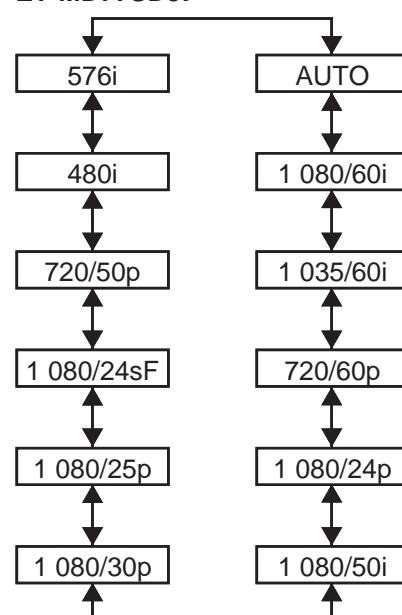 576i
AUTO
480i
1 080/60i
720/50p
1 035/60i
1 080/24sF
720/60p
1 080/25p
1 080/24p
1 080/30p
1 080/50i